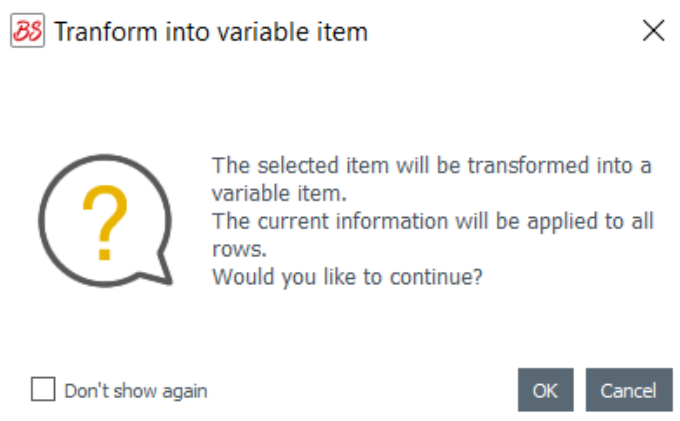 BS Tranform into variable item
?
The selected item will be transformed into a
variable item.
The current information will be applied to all
rows.
Would you like to continue?
Don't show again
OK Cancel